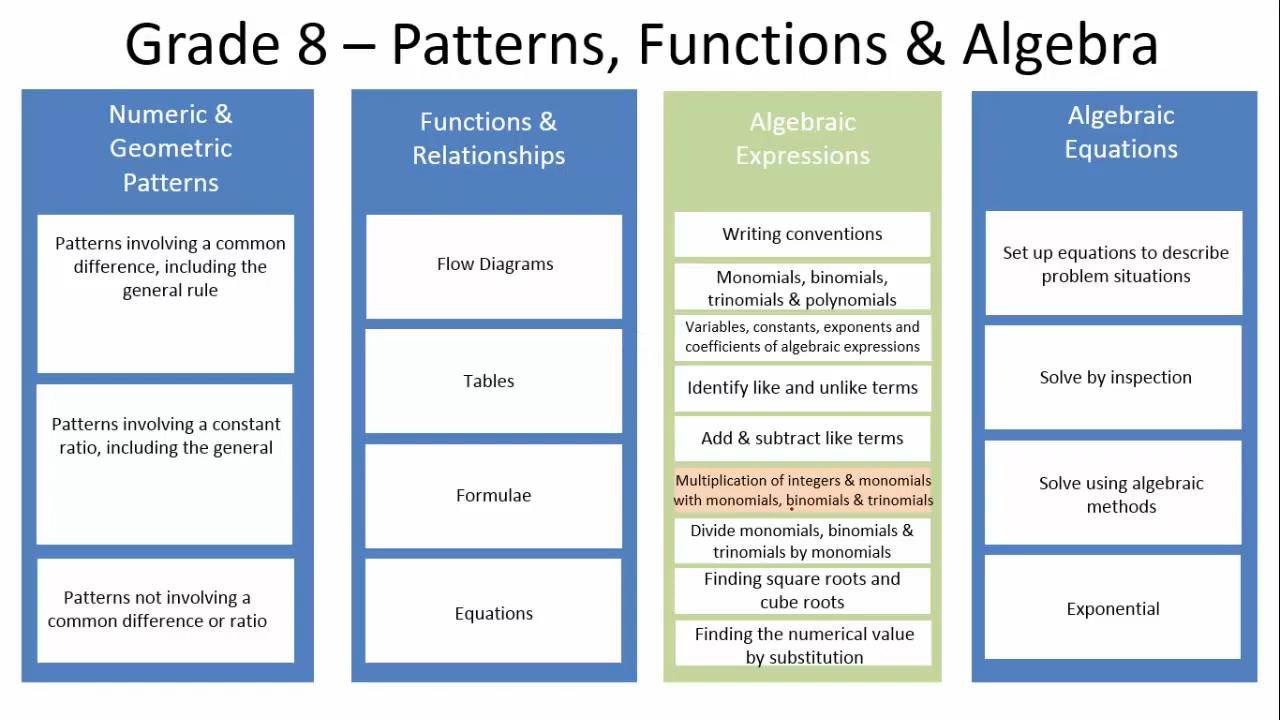 Grade 8 – Patterns, Functions & Algebra
Numeric &
Geometric
Patterns
Patterns involving a common
difference, including the
general rule
Patterns involving a constant
ratio, including the general
Patterns not involving a
common difference or ratio
Functions &
Relationships
Flow Diagrams
Tables
Formulae
Equations
Algebraic
Expressions
Writing conventions
Monomials, binomials,
trinomials & polynomials
Variables, constants, exponents and
coefficients of algebraic expressions
Identify like and unlike terms
Add & subtract like terms
Multiplication of integers & monomials
with monomials, binomials & trinomials
Divide monomials, binomials &
trinomials by monomials
Finding square roots and
cube roots
Finding the numerical value
by substitution
Algebraic
Equations
Set up equations to describe
problem situations
Solve by inspection
Solve using algebraic
methods
Exponential